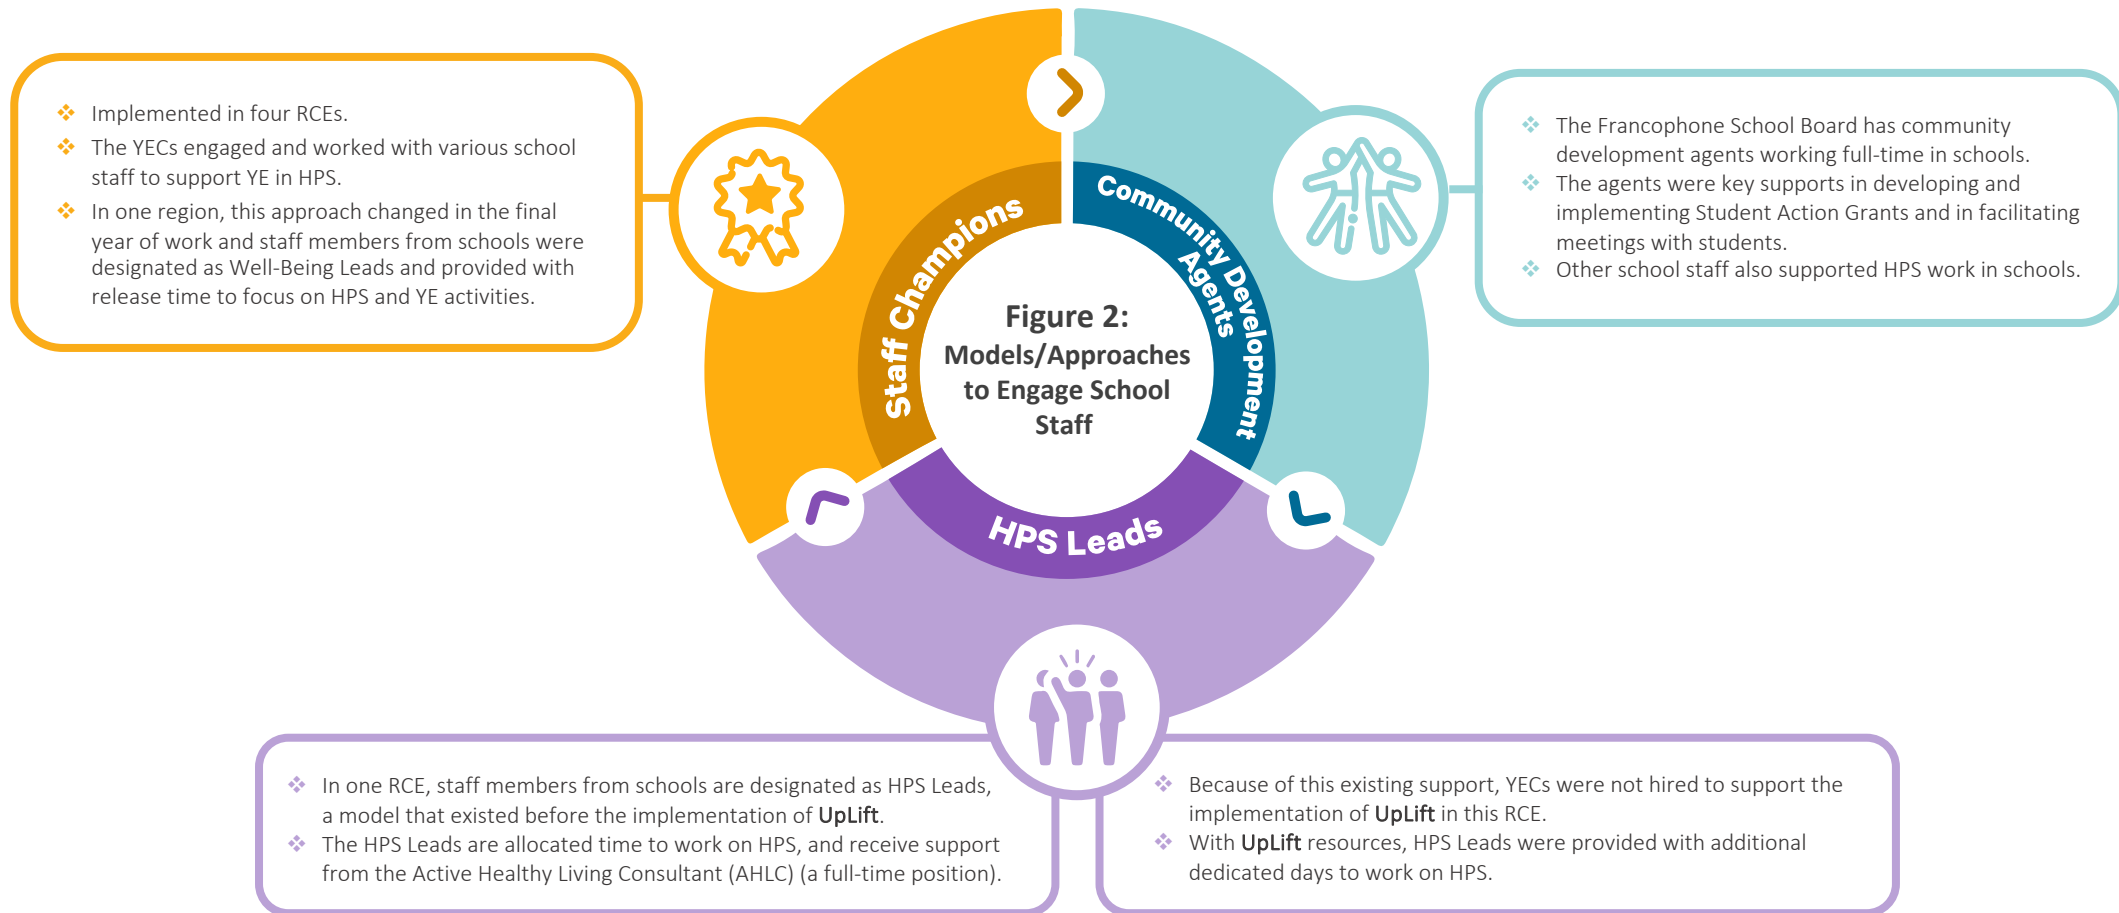 ❖ Implemented in four RCEs.
❖ The YECs engaged and worked with various school
staff to support YE in HPS.
❖ In one region, this approach changed in the final
year of work and staff members from schools were
designated as Well-Being Leads and provided with
release time to focus on HPS and YE activities.
Staff Champions
Community Development
Agents
HPS Leads
Figure 2:
Models/Approaches
to Engage School
Staff
❖ The Francophone School Board has community
development agents working full-time in schools.
❖ The agents were key supports in developing and
implementing Student Action Grants and in facilitating
meetings with students.
❖ Other school staff also supported HPS work in schools.
❖ In one RCE, staff members from schools are designated as HPS Leads,
a model that existed before the implementation of UpLift.
❖ The HPS Leads are allocated time to work on HPS, and receive support
from the Active Healthy Living Consultant (AHLC) (a full-time position).
❖ Because of this existing support, YECs were not hired to support the
implementation of UpLift in this RCE.
❖ With UpLift resources, HPS Leads were provided with additional
dedicated days to work on HPS.